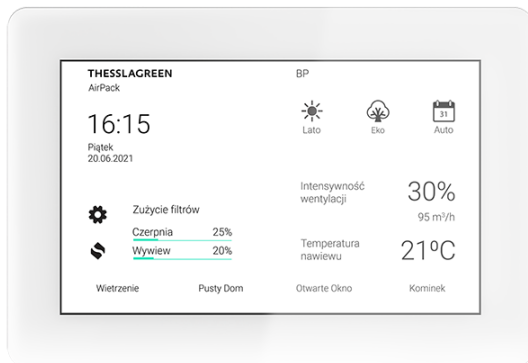 THESSLAGREEN
AirPack
BP
16:15
Piątek
20.06.2021
31
Lato
Eko
Auto
Zużycie filtrów
Czerpnia 25%
Wywiew 20%
Intensywność
wentylacji
30%
95 m³/h
Temperatura
nawiewu
21ºC
Wietrzenie
Pusty Dom
Otwarte Okno
Kominek